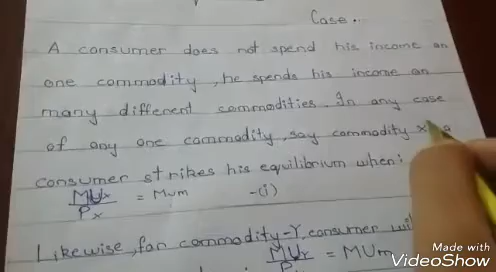 Case..
A consumer does not spend his income on
one commodity, he spends his income on
many different commodities. In any case
of any one commodity, say commodity x, a
consumer strikes his equilibrium when:
MUx / Px = MUm -(i)
Likewise, for commodity-Y, consumer
MUY = MUm
Made with
VideoShow